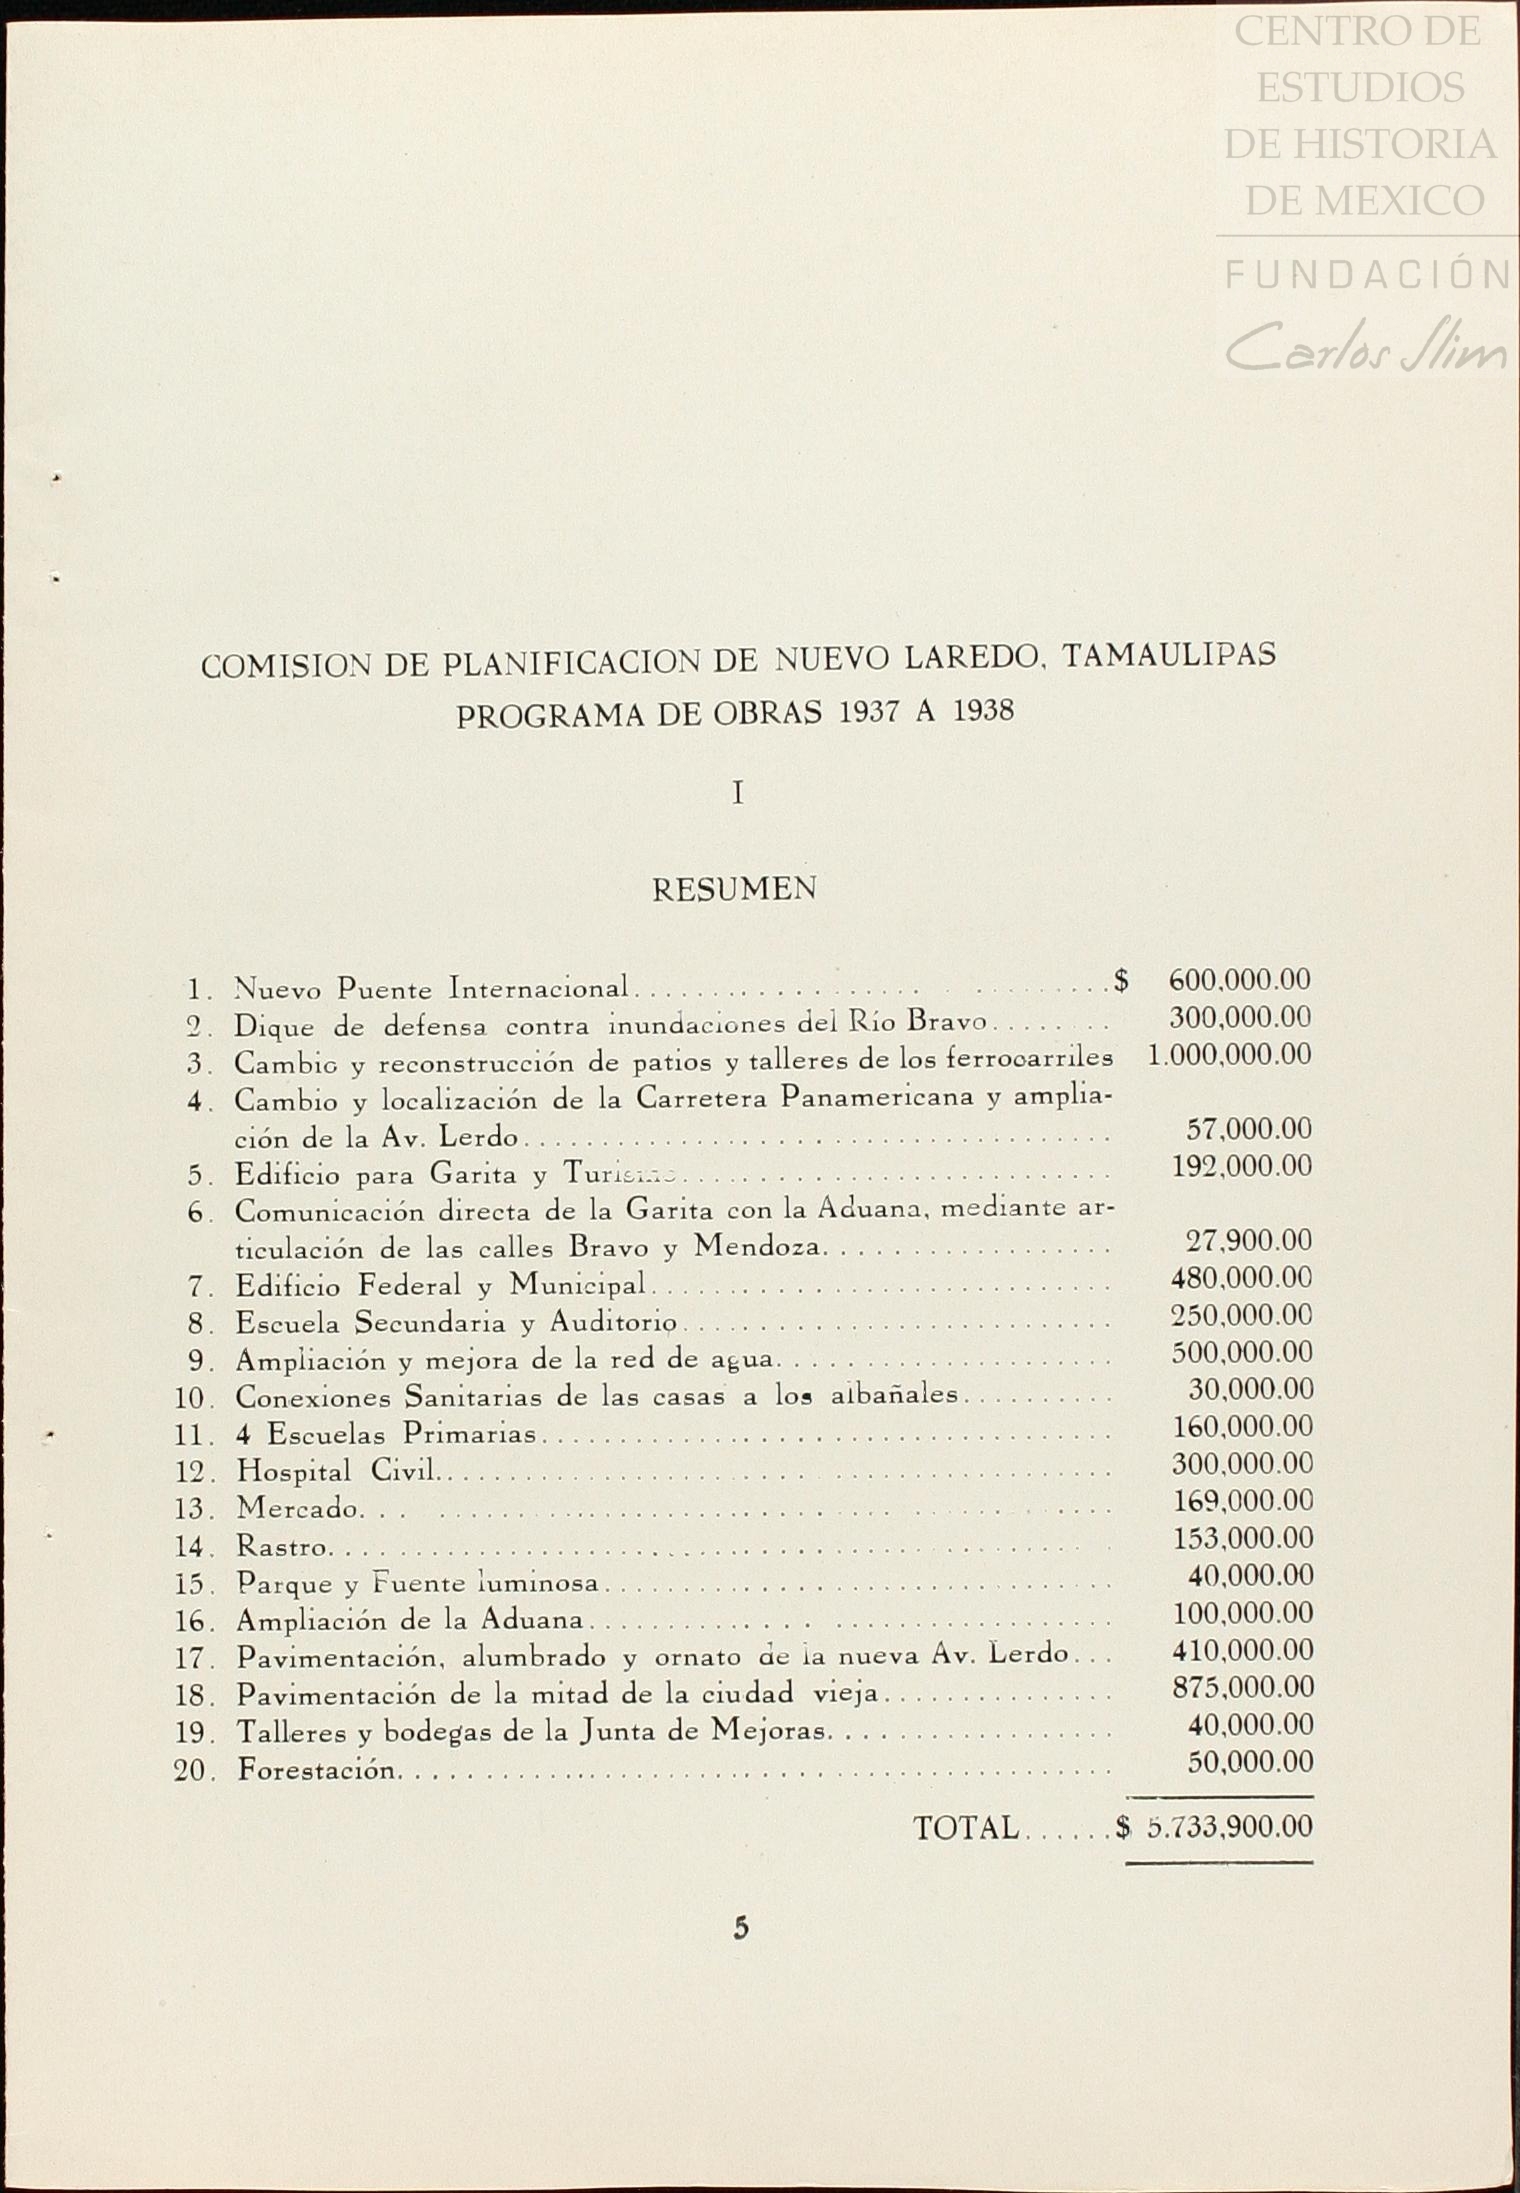 CENTRO DE
ESTUDIOS
DE HISTORIA
DE MEXICO
FUNDACIÓN
Carlos Slim
COMISION DE PLANIFICACION DE NUEVO LAREDO, TAMAULIPAS
PROGRAMA DE OBRAS 1937 A 1938
I
RESUMEN
1. Nuevo Puente Internacional............................$ 600,000.00
2. Dique de defensa contra inundaciones del Río Bravo........ 300,000.00
3. Cambio y reconstrucción de patios y talleres de los ferrocarriles 1.000,000.00
4. Cambio y localización de la Carretera Panamericana y amplia-
ción de la Av. Lerdo...................................... 57,000.00
5. Edificio para Garita y Turismo............................ 192,000.00
6. Comunicación directa de la Garita con la Aduana, mediante ar-
ticulación de las calles Bravo y Mendoza................... 27,900.00
7. Edificio Federal y Municipal.............................. 480,000.00
8. Escuela Secundaria y Auditorio............................ 250,000.00
9. Ampliación y mejora de la red de agua...................... 500,000.00
10. Conexiones Sanitarias de las casas a los albañales.......... 30,000.00
11. 4 Escuelas Primarias..................................... 160,000.00
12. Hospital Civil........................................... 300,000.00
13. Mercado................................................ 169,000.00
14. Rastro.................................................. 153,000.00
15. Parque y Fuente luminosa................................. 40,000.00
16. Ampliación de la Aduana.................................. 100,000.00
17. Pavimentación, alumbrado y ornato de la nueva Av. Lerdo... 410,000.00
18. Pavimentación de la mitad de la ciudad vieja............... 875,000.00
19. Talleres y bodegas de la Junta de Mejoras................... 40,000.00
20. Forestación.............................................. 50,000.00
TOTAL......$ 5.733,900.00
5